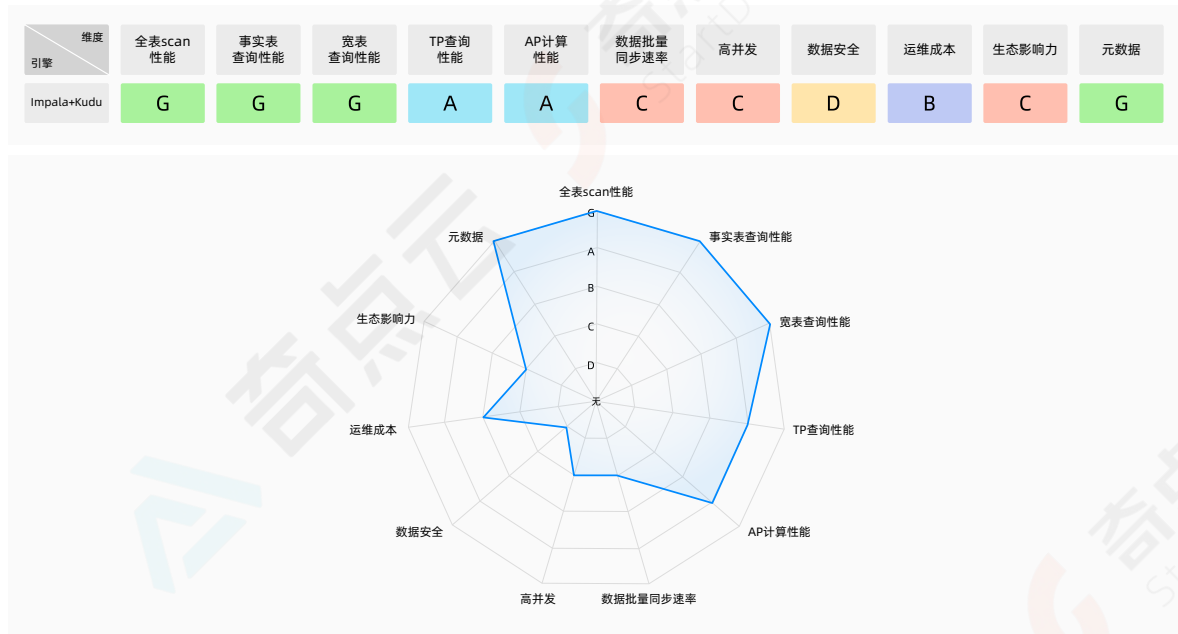 维度
引擎
全表scan
性能
事实表
查询性能
宽表
查询性能
TP查询
性能
AP计算
性能
数据批量
同步速率
高并发
数据安全
运维成本
生态影响力
元数据
Impala+Kudu
G
G
G
A
A
C
C
D
B
C
G
全表scan性能
G
元数据
事实表查询性能
A
B
生态影响力
宽表查询性能
C
D
无
运维成本
TP查询性能
数据安全
AP计算性能
高并发
数据批量同步速率
奇点云